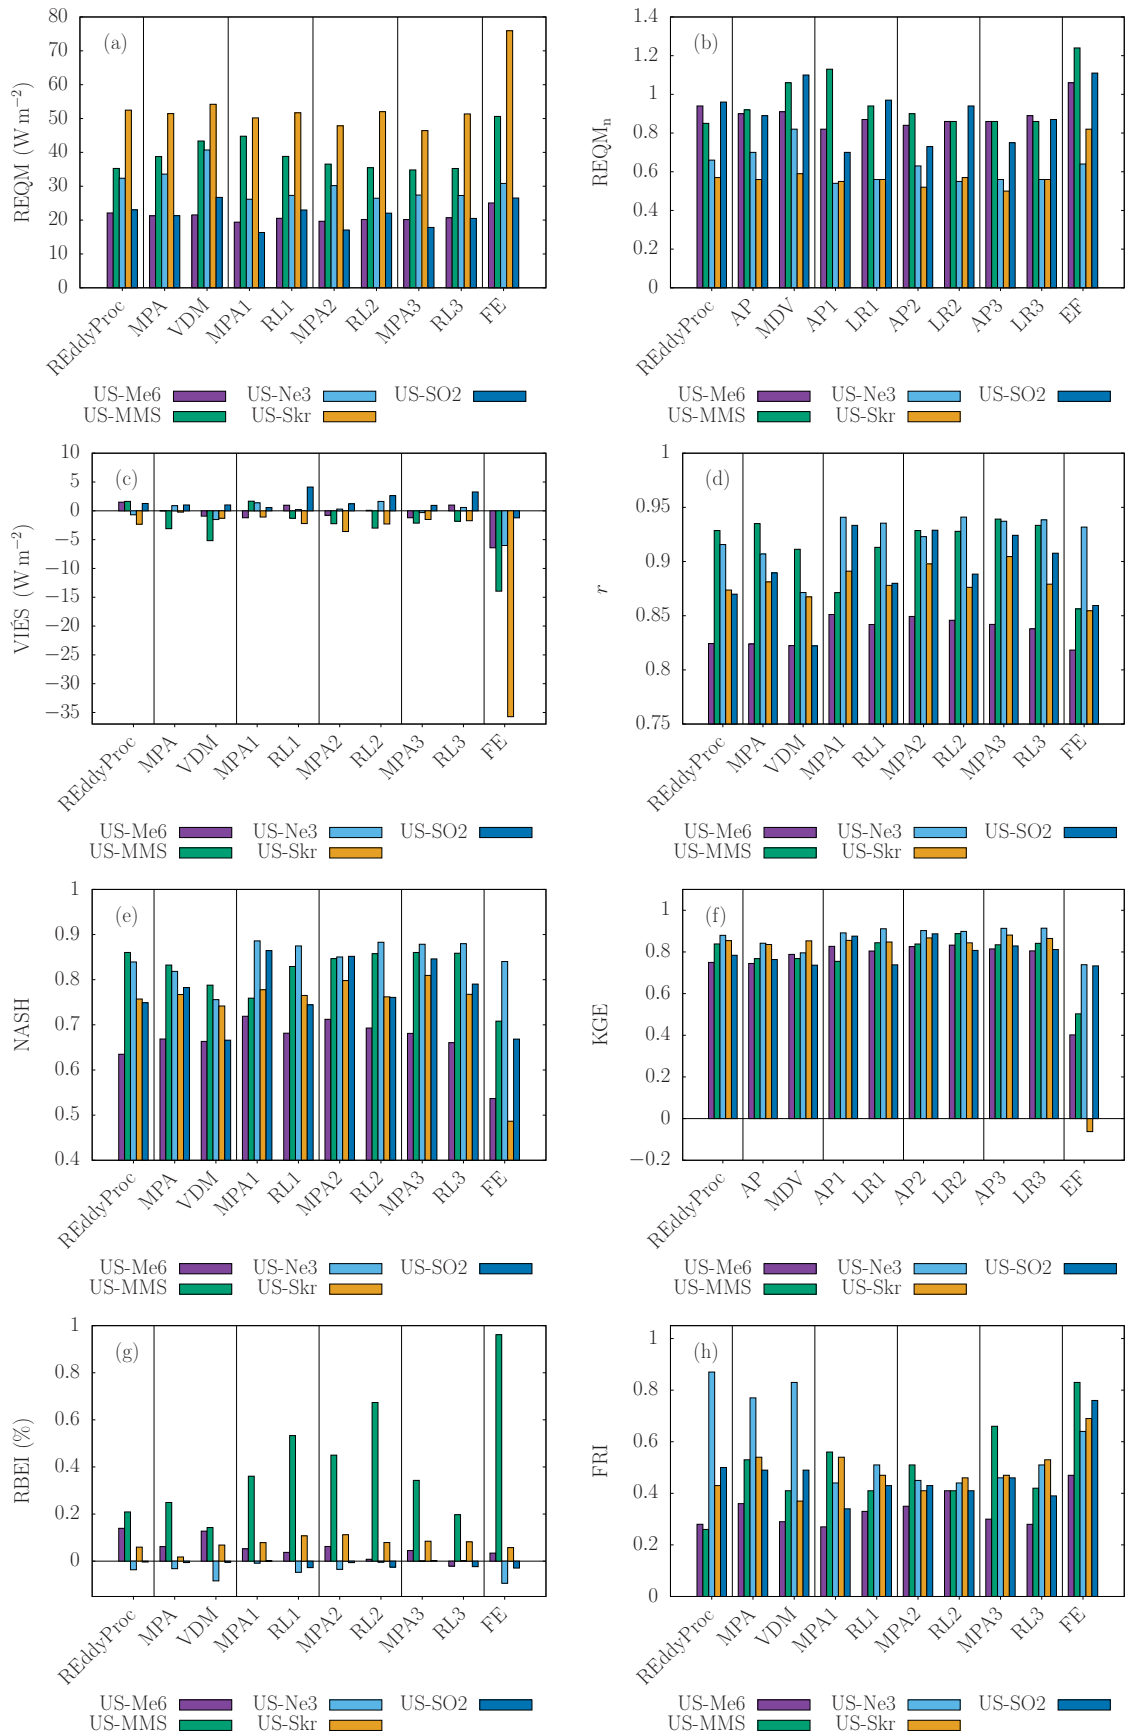 (a)
REQM (W m−2)
80
70
60
50
40
30
20
10
0
REddyProc
MPA
VDM
MPA1
RL1
MPA2
RL2
MPA3
RL3
FE
US-Me6
US-Ne3
US-SO2
US-MMS
US-Skr
(b)
REQMn
1.4
1.2
1
0.8
0.6
0.4
0.2
0
REddyProc
AP
MDV
AP1
LR1
AP2
LR2
AP3
LR3
EF
US-Me6
US-Ne3
US-SO2
US-MMS
US-Skr
(c)
VIÉS (W m−2)
10
5
0
−5
−10
−15
−20
−25
−30
−35
REddyProc
MPA
VDM
MPA1
RL1
MPA2
RL2
MPA3
RL3
FE
US-Me6
US-Ne3
US-SO2
US-MMS
US-Skr
(d)
r
1
0.95
0.9
0.85
0.8
0.75
REddyProc
MPA
VDM
MPA1
RL1
MPA2
RL2
MPA3
RL3
FE
US-Me6
US-Ne3
US-SO2
US-MMS
US-Skr
(e)
NASH
1
0.9
0.8
0.7
0.6
0.5
0.4
REddyProc
MPA
VDM
MPA1
RL1
MPA2
RL2
MPA3
RL3
FE
US-Me6
US-Ne3
US-SO2
US-MMS
US-Skr
(f)
KGE
1
0.8
0.6
0.4
0.2
0
−0.2
REddyProc
AP
MDV
AP1
LR1
AP2
LR2
AP3
LR3
EF
US-Me6
US-Ne3
US-SO2
US-MMS
US-Skr
(g)
RBEI (%)
1
0.8
0.6
0.4
0.2
0
REddyProc
MPA
VDM
MPA1
RL1
MPA2
RL2
MPA3
RL3
FE
US-Me6
US-Ne3
US-SO2
US-MMS
US-Skr
(h)
FRI
1
0.8
0.6
0.4
0.2
0
REddyProc
MPA
VDM
MPA1
RL1
MPA2
RL2
MPA3
RL3
FE
US-Me6
US-Ne3
US-SO2
US-MMS
US-Skr